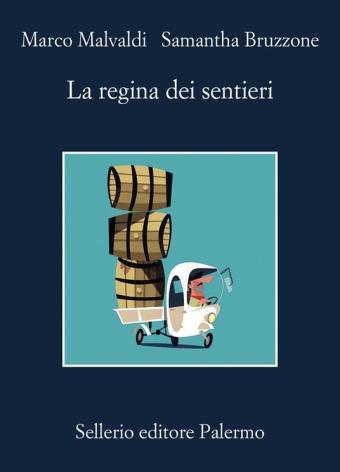 Marco Malvaldi Samantha Bruzzone
La regina dei sentieri
Sellerio editore Palermo